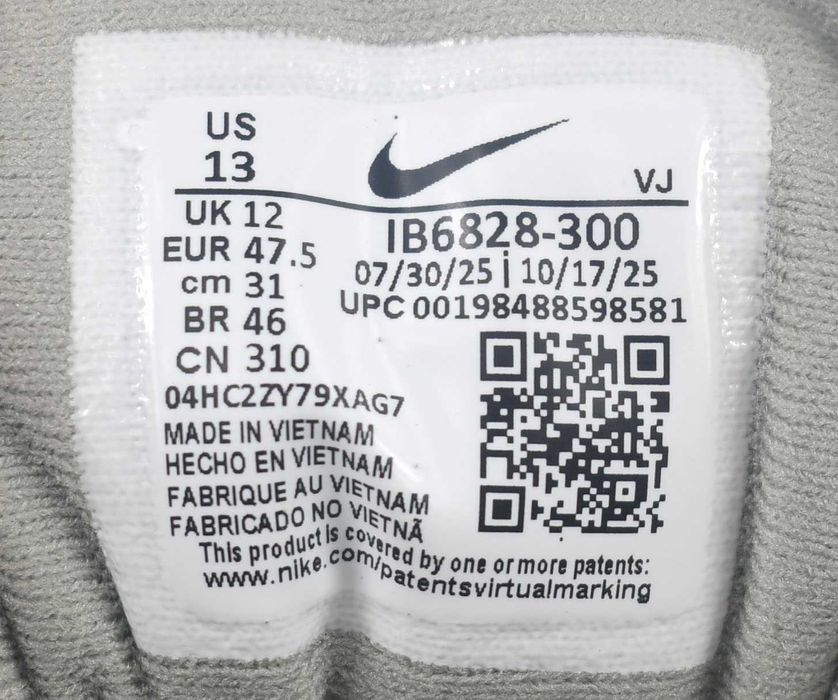 US
13
VJ
UK 12
EUR 47.5
cm 31
BR 46
CN 310
IB6828-300
07/30/25 | 10/17/25
UPC 00198488598581
04HC2ZY79XAG7
MADE IN VIETNAM
HECHO EN VIETNAM
FABRIQUE AU VIETNAM
FABRICADO NO VIETNÃ
This product is covered by one or more patents:
www.nike.com/patentsvirtualmarking